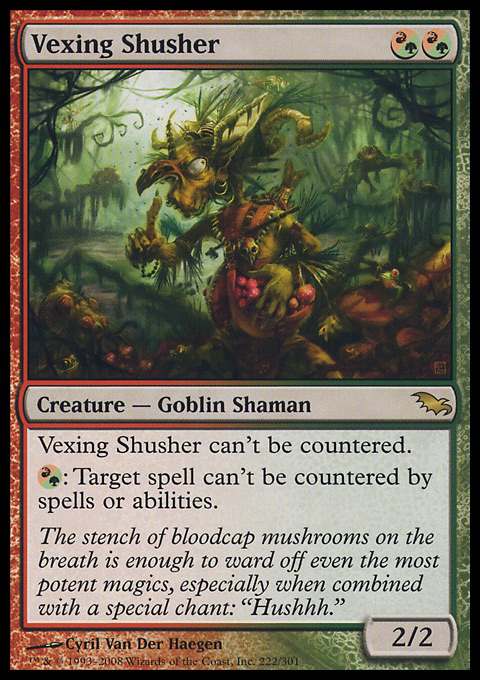 Vexing Shusher
Creature — Goblin Shaman
Vexing Shusher can't be countered.
: Target spell can't be countered by
spells or abilities.
The stench of bloodcap mushrooms on the
breath is enough to ward off even the most
potent magics, especially when combined
with a special chant: “Hushhh.”
Cyril Van Der Haegen
2/2
™ & © 1993–2008 Wizards of the Coast, Inc. 222/301